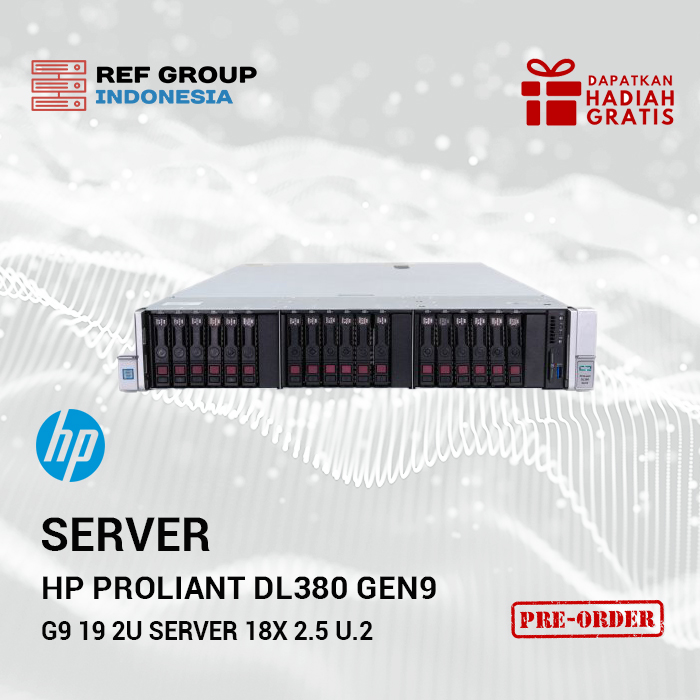 REF GROUP
INDONESIA
DAPATKAN
HADIAH
GRATIS
hp
SERVER
HP PROLIANT DL380 GEN9
G9 19 2U SERVER 18X 2.5 U.2
PRE-ORDER